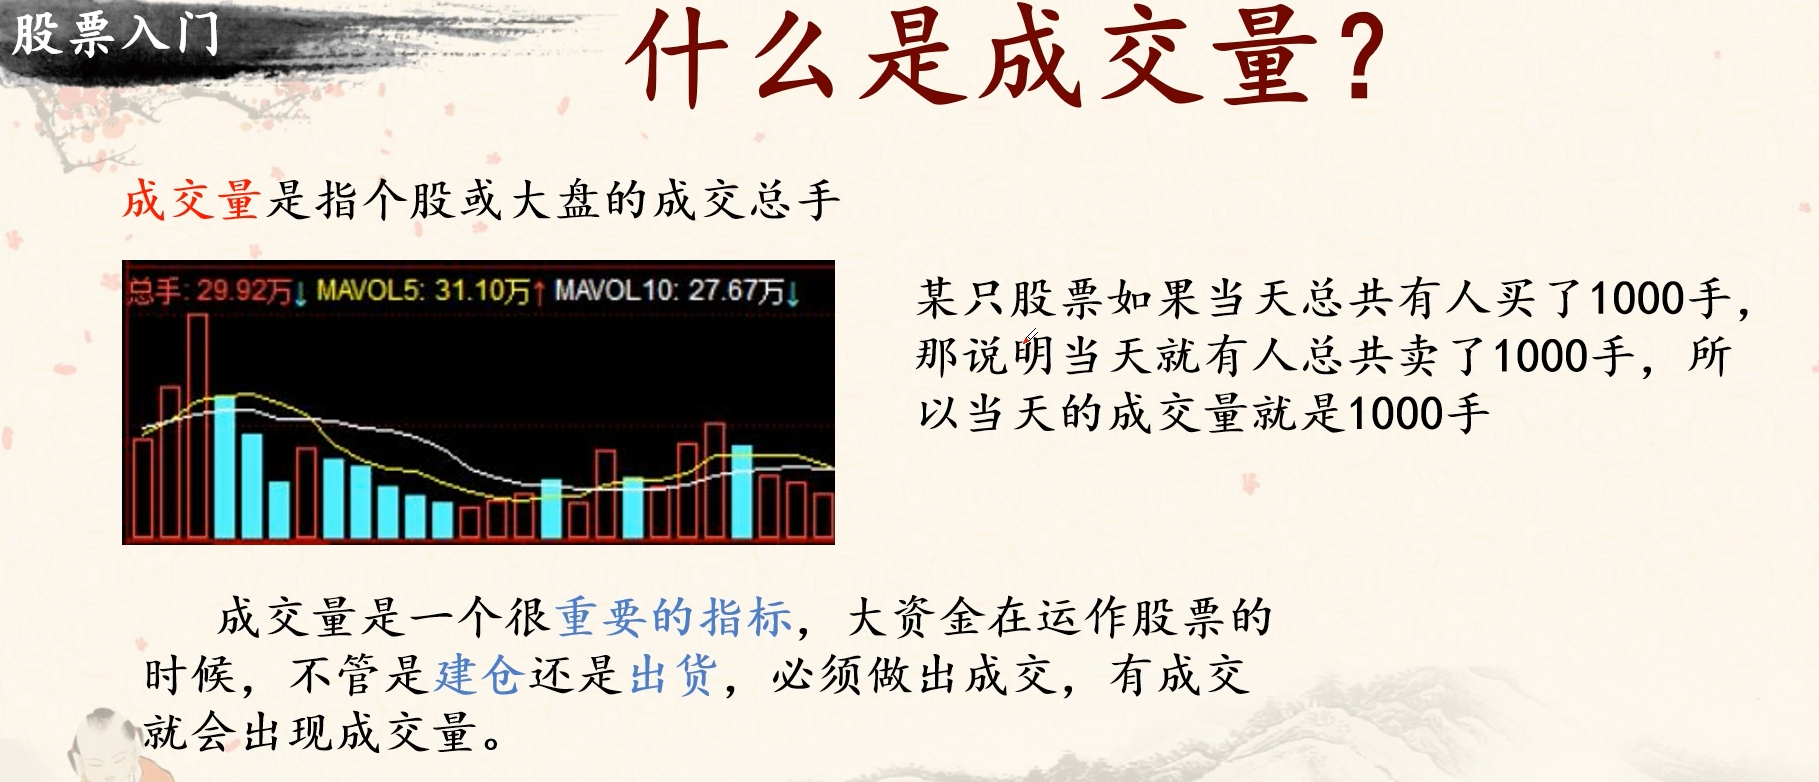 股票入门
什么是成交量?
成交量是指个股或大盘的成交总手
总手: 29.92万↓ MAVOL5: 31.10万↑ MAVOL10: 27.67万↓
某只股票如果当天总共有人买了1000手,
那说明当天就有人总共卖了1000手, 所
以当天的成交量就是1000手
成交量是一个很重要的指标, 大资金在运作股票的
时候, 不管是建仓还是出货, 必须做出成交, 有成交
就会出现成交量。